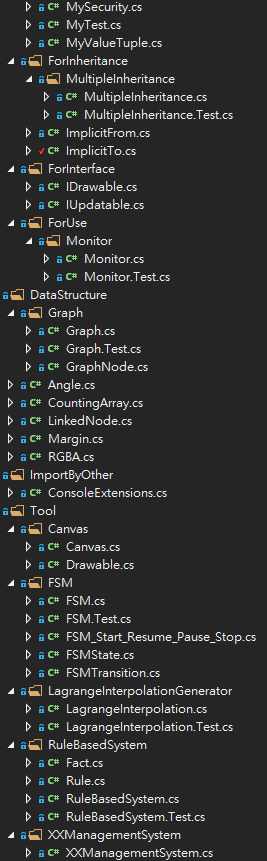 C# MySecurity.cs
C# MyTest.cs
C# MyValueTuple.cs
ForInheritance
MultipleInheritance
C# MultipleInheritance.cs
C# MultipleInheritance.Test.cs
C# ImplicitFrom.cs
C# ImplicitTo.cs
ForInterface
C# IDrawable.cs
C# IUpdatable.cs
ForUse
Monitor
C# Monitor.cs
C# Monitor.Test.cs
DataStructure
Graph
C# Graph.cs
C# Graph.Test.cs
C# GraphNode.cs
C# Angle.cs
C# CountingArray.cs
C# LinkedNode.cs
C# Margin.cs
C# RGBA.cs
ImportByOther
C# ConsoleExtensions.cs
Tool
Canvas
C# Canvas.cs
C# Drawable.cs
FSM
C# FSM.cs
C# FSM.Test.cs
C# FSM_Start_Resume_Pause_Stop.cs
C# FSMState.cs
C# FSMTransition.cs
LagrangeInterpolationGenerator
C# LagrangeInterpolation.cs
C# LagrangeInterpolation.Test.cs
RuleBasedSystem
C# Fact.cs
C# Rule.cs
C# RuleBasedSystem.cs
C# RuleBasedSystem.Test.cs
XXManagementSystem
C# XXManagementSystem.cs